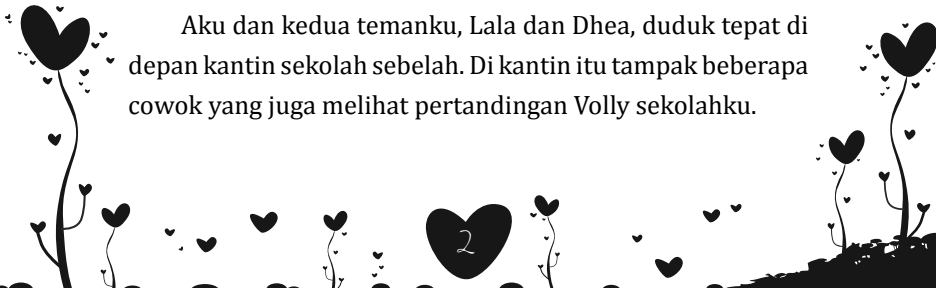 Aku dan kedua temanku, Lala dan Dhea, duduk tepat di
depan kantin sekolah sebelah. Di kantin itu tampak beberapa
cowok yang juga melihat pertandingan Volly sekolahku.
2